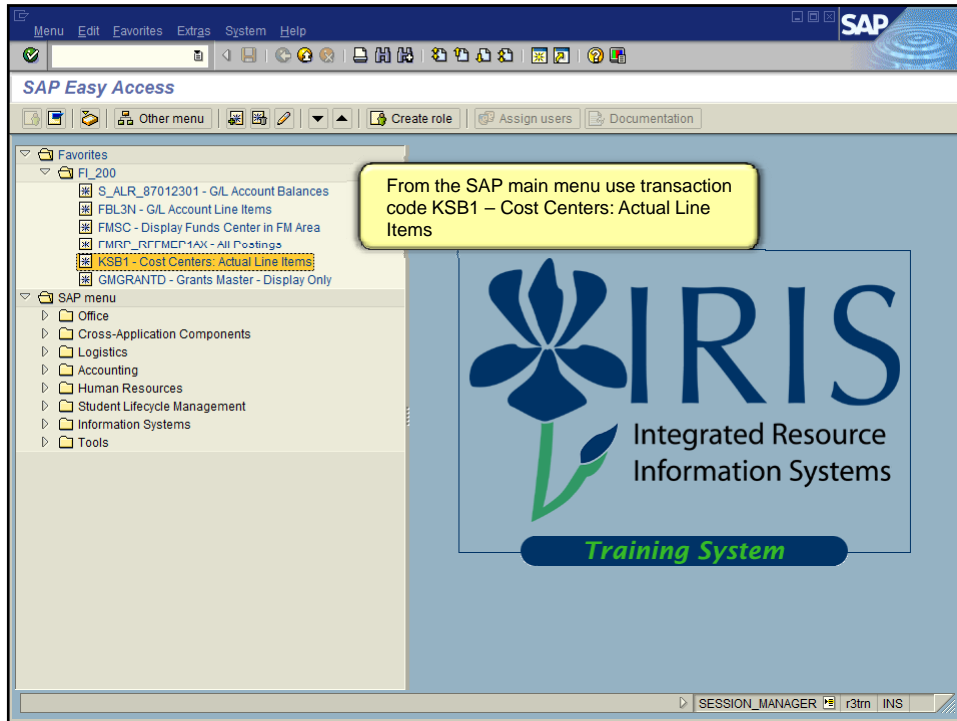 Menu Edit Favorites Extras System Help
SAP
SAP Easy Access
Other menu Create role Assign users Documentation
Favorites
FI_200
S_ALR_87012301 - G/L Account Balances
FBL3N - G/L Account Line Items
FMSC - Display Funds Center in FM Area
FMRP_RFFMEP1AX - All Postings
KSB1 - Cost Centers: Actual Line Items
GMGRANTD - Grants Master - Display Only
SAP menu
Office
Cross-Application Components
Logistics
Accounting
Human Resources
Student Lifecycle Management
Information Systems
Tools
From the SAP main menu use transaction
code KSB1 – Cost Centers: Actual Line
Items
IRIS
Integrated Resource
Information Systems
Training System
SESSION_MANAGER r3trn INS